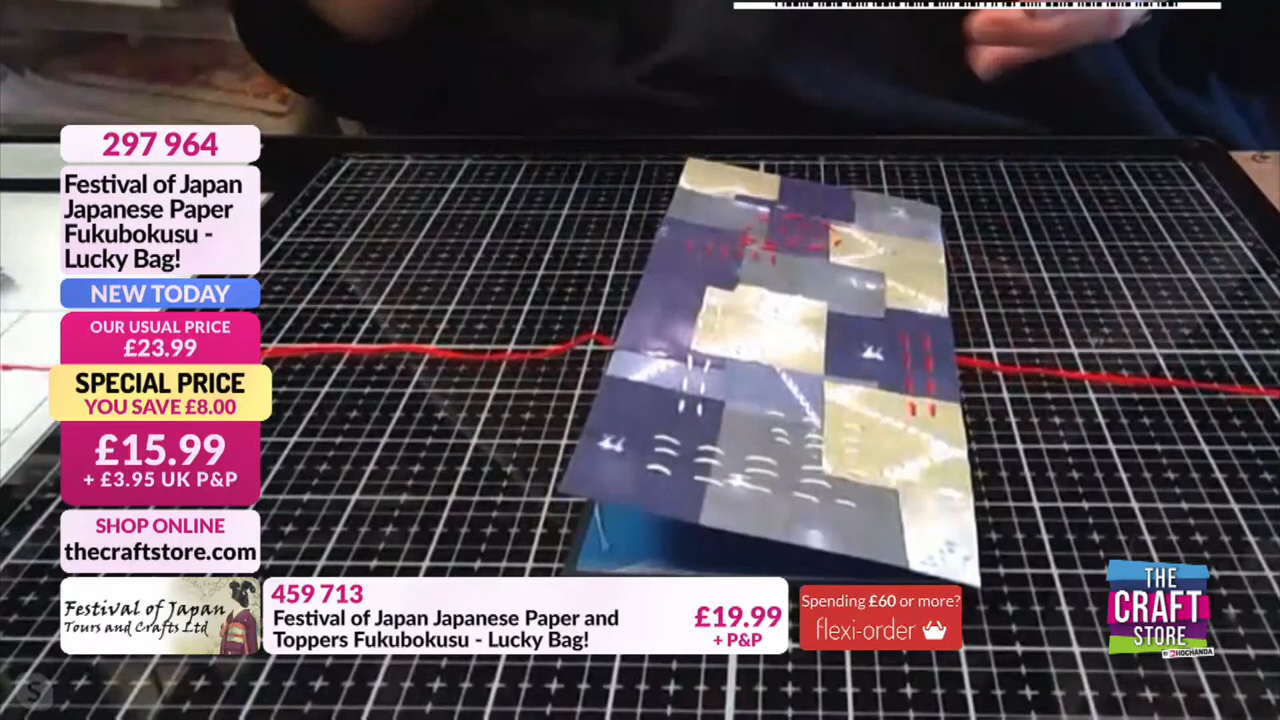 297 964
Festival of Japan
Japanese Paper
Fukubokusu -
Lucky Bag!
NEW TODAY
OUR USUAL PRICE
£23.99
SPECIAL PRICE
YOU SAVE £8.00
£15.99
+ £3.95 UK P&P
SHOP ONLINE
thecraftstore.com
Festival of Japan
Tours and Crafts Ltd
459 713
Festival of Japan Japanese Paper and
Toppers Fukubokusu - Lucky Bag!
£19.99
+ P&P
Spending £60 or more?
flexi-order
THE
CRAFT
STORE
BY HOCHANDA